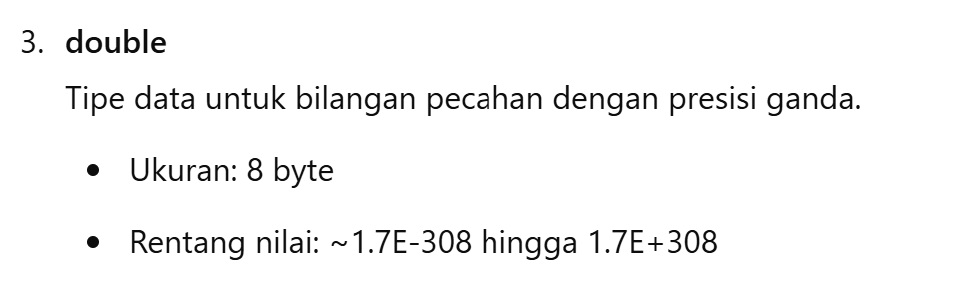 3. double
Tipe data untuk bilangan pecahan dengan presisi ganda.
• Ukuran: 8 byte
• Rentang nilai: ~1.7E-308 hingga 1.7E+308